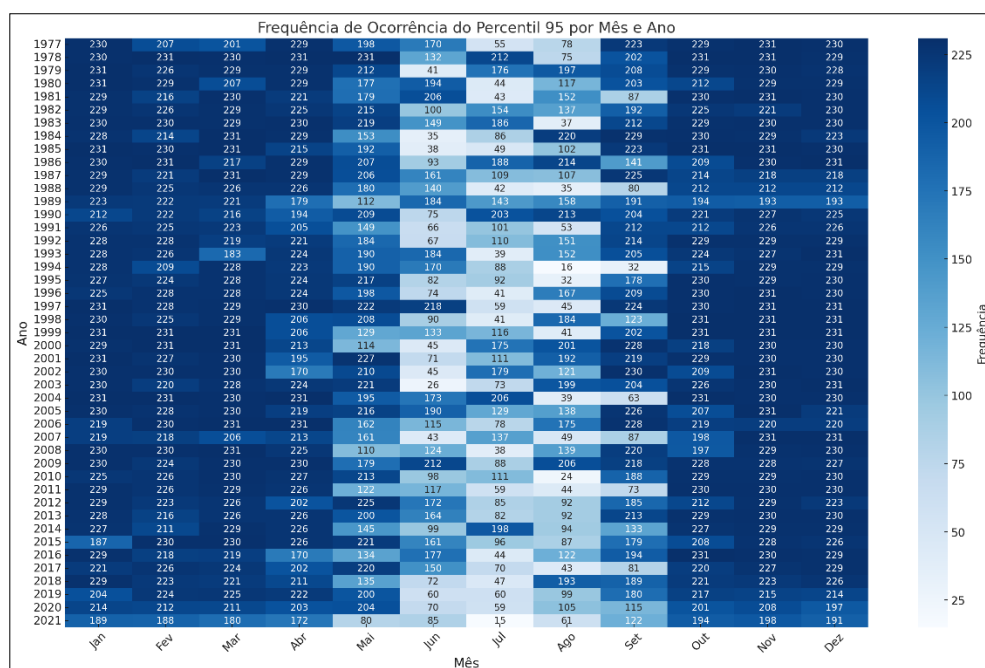 Frequência de Ocorrência do Percentil 95 por Mês e Ano
1977 230 207 201 229 198 170 55 78 223 229 231 230
1978 230 231 230 231 231 132 212 75 202 231 231 229
1979 231 226 229 229 212 41 176 197 208 229 230 228
1980 231 229 207 229 177 194 44 117 203 212 229 229
1981 229 216 230 221 179 206 43 152 87 230 231 230
1982 229 226 229 225 215 100 154 137 192 225 221 230
1983 230 230 229 230 219 149 186 37 212 229 230 230
1984 228 214 231 229 153 35 86 220 229 230 229 223
1985 231 230 231 215 192 38 49 102 223 231 231 230
1986 230 231 217 229 207 93 188 214 141 209 230 231
1987 229 221 231 229 206 161 109 107 225 214 218 218
1988 229 225 226 226 180 140 42 35 80 212 212 212
1989 223 222 221 179 112 184 143 158 191 194 193 193
1990 212 222 216 194 209 75 203 213 204 221 227 225
1991 226 225 223 205 149 66 101 53 212 212 226 226
1992 228 228 219 221 184 67 110 151 214 229 229 229
1993 228 226 183 224 190 184 39 152 205 224 227 231
1994 228 209 228 223 190 170 88 16 32 215 229 229
1995 227 224 228 224 217 82 92 32 178 230 229 230
1996 225 228 228 224 198 74 41 167 209 230 231 230
1997 231 228 229 230 222 218 59 45 224 230 231 230
1998 230 225 229 206 208 90 41 184 123 231 231 231
1999 231 231 231 206 129 133 116 41 202 231 231 231
2000 229 231 231 213 114 45 175 201 228 218 230 230
2001 231 227 230 195 227 71 111 192 219 229 230 230
2002 230 230 230 170 210 45 179 121 230 209 231 230
2003 230 220 228 224 221 26 73 199 204 226 230 231
2004 231 231 230 231 195 173 206 39 63 231 230 230
2005 230 228 230 219 216 190 129 138 226 207 231 221
2006 219 230 231 231 162 115 78 175 228 219 220 220
2007 219 218 206 213 161 43 137 49 87 198 231 231
2008 230 230 231 225 110 124 38 139 220 197 229 230
2009 230 224 230 230 179 212 88 206 218 228 228 227
2010 225 226 230 227 213 98 111 24 188 229 229 230
2011 229 226 229 226 122 117 59 44 73 230 230 230
2012 229 223 226 202 225 172 85 92 185 212 229 223
2013 228 216 226 226 200 164 82 92 213 229 230 230
2014 227 211 229 226 145 99 198 94 133 227 229 229
2015 187 230 230 226 221 161 96 87 179 208 228 226
2016 229 218 219 170 134 177 44 122 194 231 230 229
2017 221 226 224 202 220 150 70 43 81 220 227 229
2018 229 223 221 211 135 72 47 193 189 221 223 226
2019 204 224 225 222 200 60 60 99 180 217 215 214
2020 214 212 211 203 204 70 59 105 115 201 208 197
2021 189 188 180 172 80 85 15 61 122 194 198 191
Jan Fev Mar Abr Mai Jun Jul Ago Set Out Nov Dez
Mês
Ano
225
200
175
150
125
100
75
50
25
Frequência